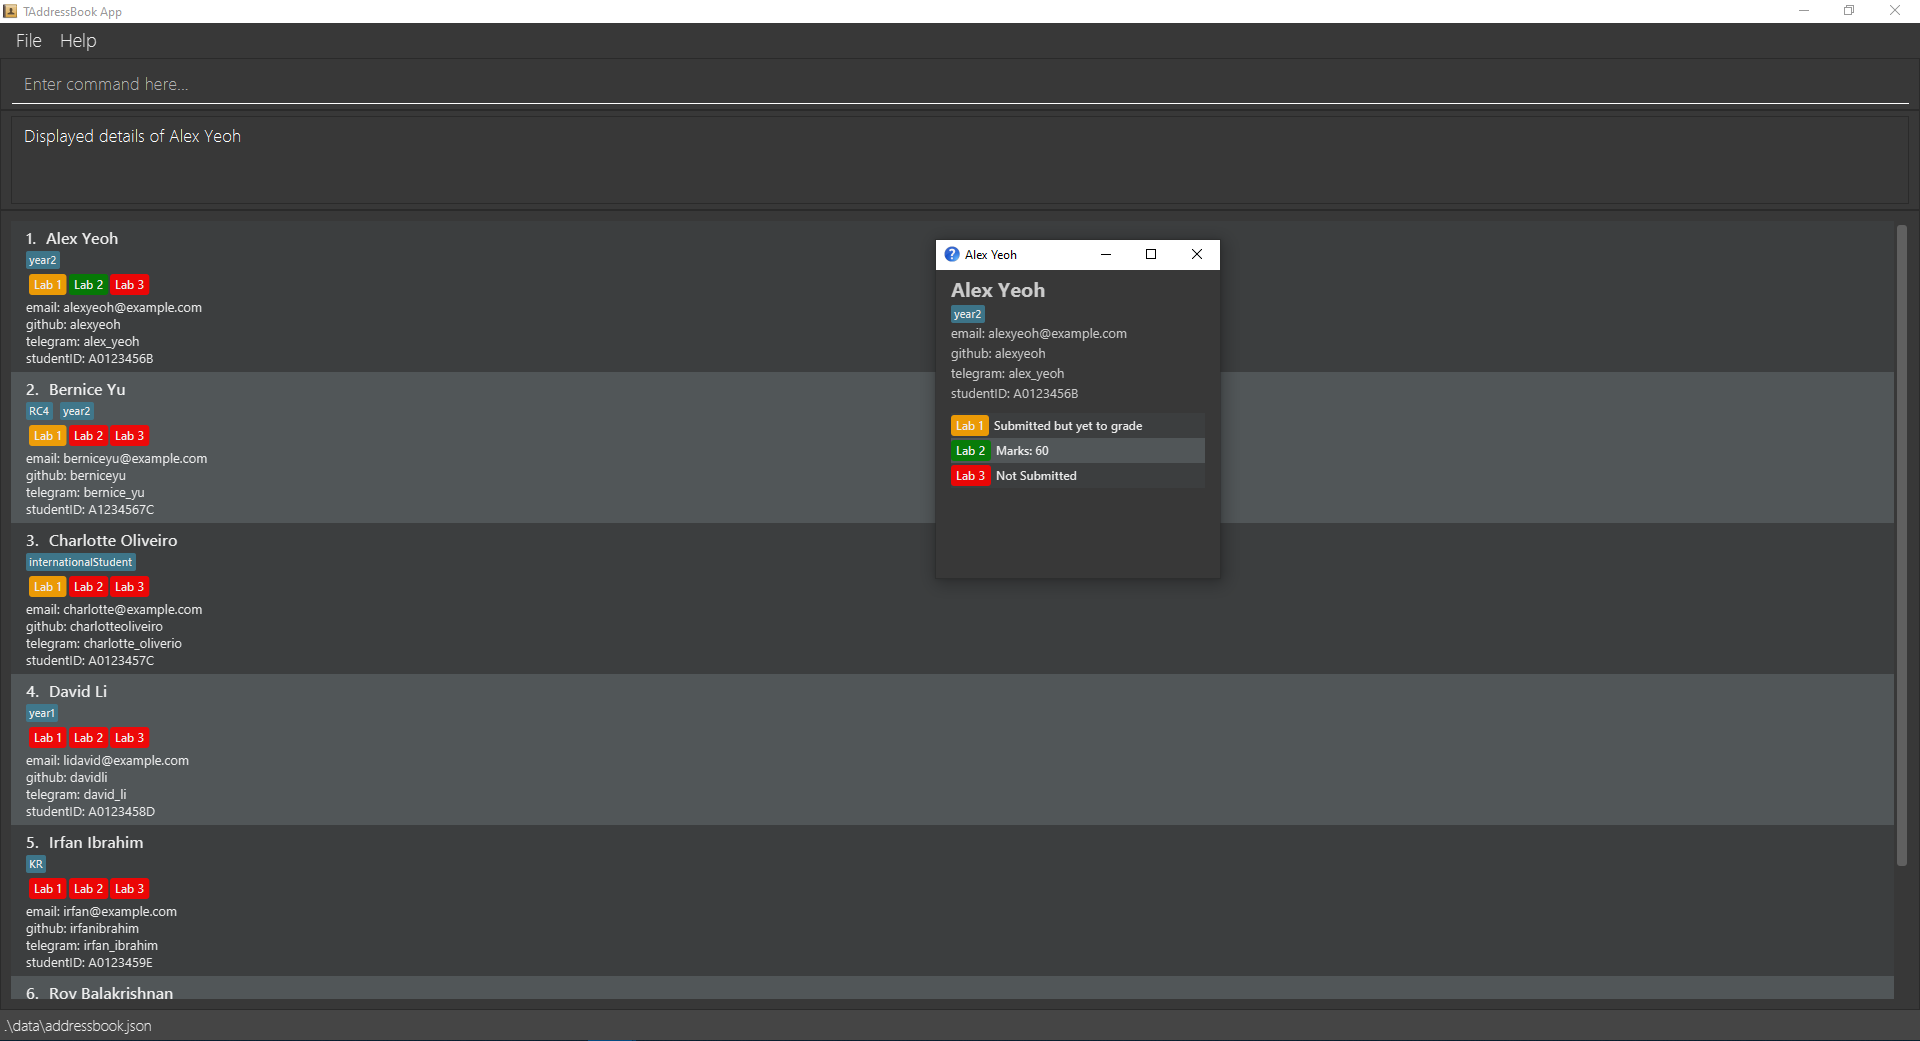 TAddressBook App
File Help
Enter command here...
Displayed details of Alex Yeoh
1. Alex Yeoh
year2
Lab 1 Lab 2 Lab 3
email: alexyeoh@example.com
github: alexyeoh
telegram: alex_yeoh
studentID: A0123456B
2. Bernice Yu
RC4 year2
Lab 1 Lab 2 Lab 3
email: berniceyu@example.com
github: berniceyu
telegram: bernice_yu
studentID: A1234567C
3. Charlotte Oliveiro
internationalStudent
Lab 1 Lab 2 Lab 3
email: charlotte@example.com
github: charlotteoliveiro
telegram: charlotte_oliverio
studentID: A0123457C
4. David Li
year1
Lab 1 Lab 2 Lab 3
email: lidavid@example.com
github: davidli
telegram: david_li
studentID: A0123458D
5. Irfan Ibrahim
KR
Lab 1 Lab 2 Lab 3
email: irfan@example.com
github: irfanibrahim
telegram: irfan_ibrahim
studentID: A0123459E
6. Roy Balakrishnan
Alex Yeoh
Alex Yeoh
year2
email: alexyeoh@example.com
github: alexyeoh
telegram: alex_yeoh
studentID: A0123456B
Lab 1 Submitted but yet to grade
Lab 2 Marks: 60
Lab 3 Not Submitted
.\data\addressbook.json